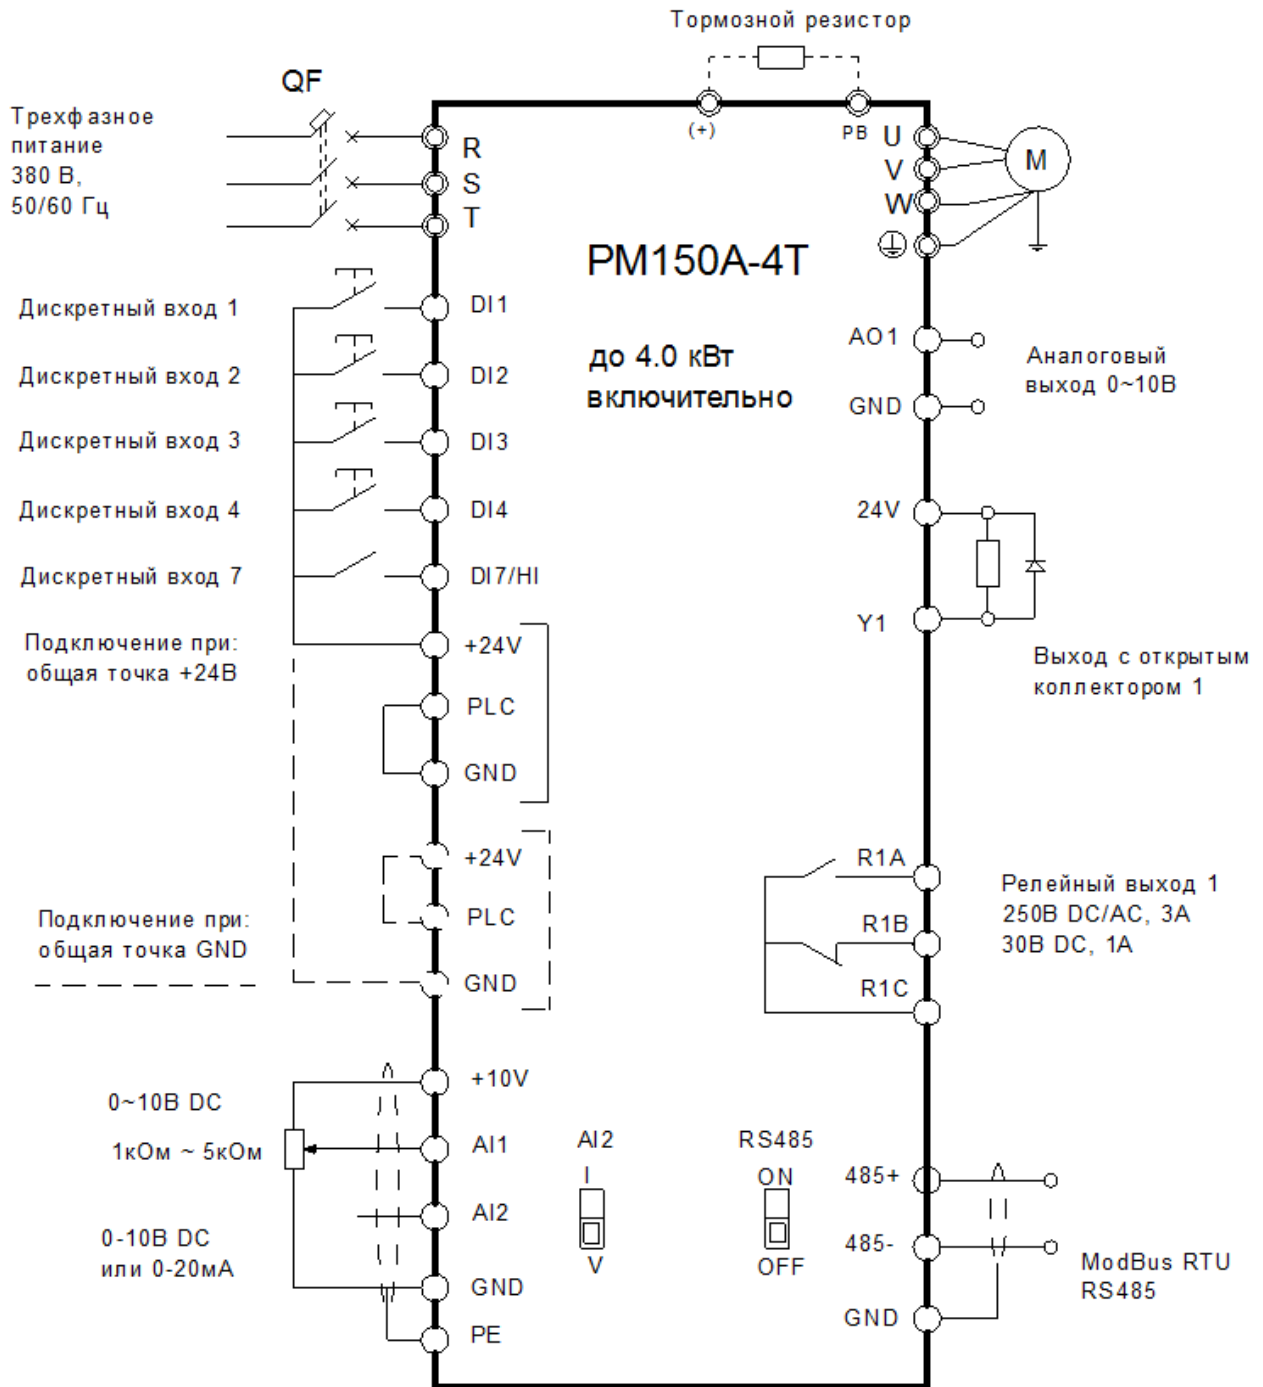 Тормозной резистор
QF
Трехфазное
питание
380 В,
50/60 Гц
R
S
T
(+)
PB
U
V
W
M
PM150A-4T
до 4.0 кВт
включительно
Дискретный вход 1
DI1
Дискретный вход 2
DI2
Дискретный вход 3
DI3
Дискретный вход 4
DI4
Дискретный вход 7
DI7/HI
Подключение при:
общая точка +24В
+24V
PLC
GND
+24V
PLC
GND
Подключение при:
общая точка GND
AO1
GND
Аналоговый
выход 0~10В
24V
Y1
Выход с открытым
коллектором 1
R1A
R1B
R1C
Релейный выход 1
250В DC/AC, 3А
30В DC, 1А
0~10В DC
1кОм ~ 5кОм
0-10В DC
или 0-20мА
+10V
AI1
AI2
GND
PE
AI2
I
V
RS485
ON
OFF
485+
485-
GND
ModBus RTU
RS485